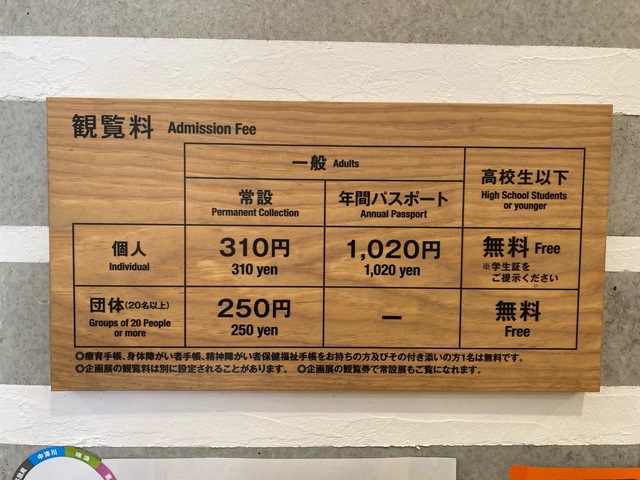 観覧料 Admission Fee
一般 Adults
高校生以下
High School Students
or younger
常設
Permanent Collection
年間パスポート
Annual Passport
個人
Individual
310円
310 yen
1,020円
1,020 yen
無料 Free
※学生証を
ご提示ください
団体(20名以上)
Groups of 20 People
or more
250円
250 yen
—
無料
Free
◎療育手帳、身体障がい者手帳、精神障がい者保健福祉手帳をお持ちの方及びその付き添いの方1名は無料です。
◎企画展の観覧料は別に設定されることがあります。 ◎企画展の観覧券で常設展もご覧になれます。
中津川